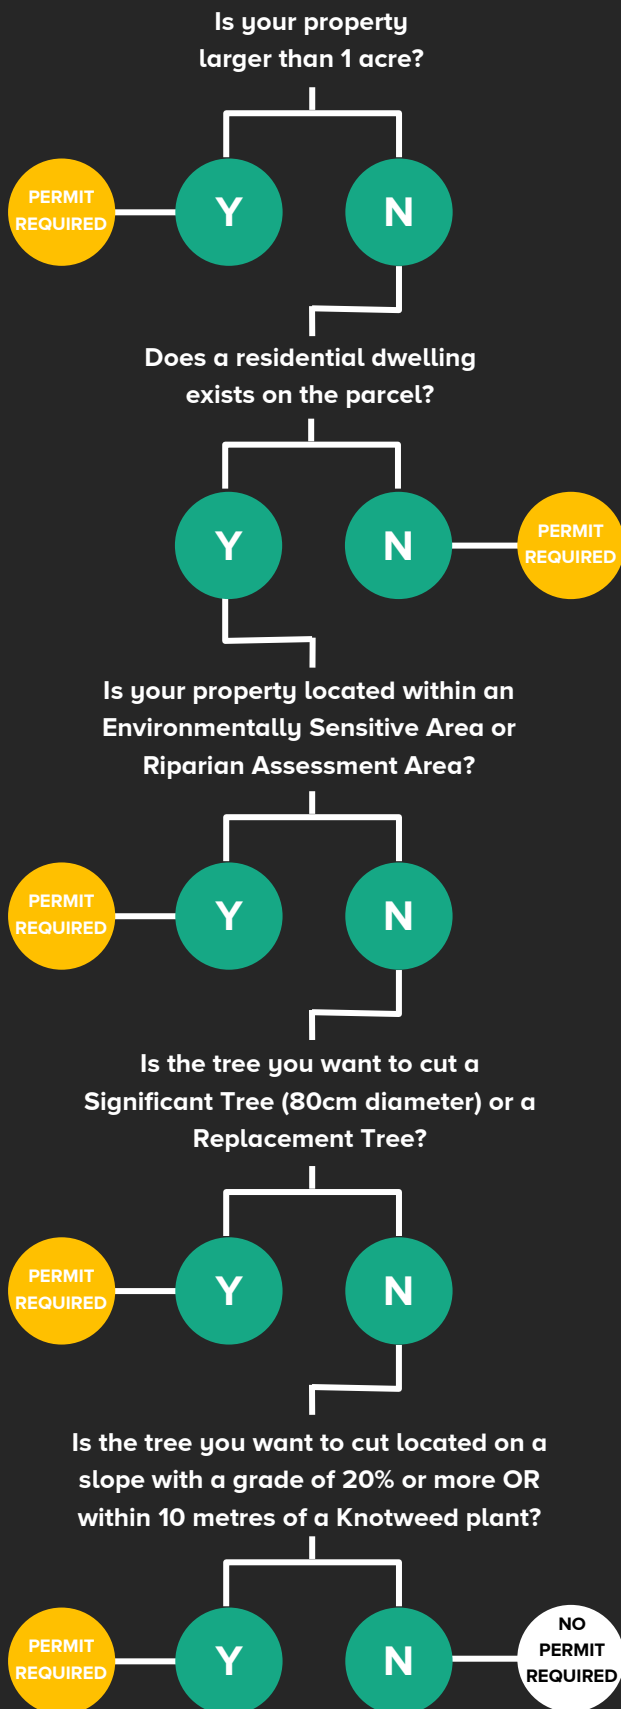 Is your property
larger than 1 acre?
PERMIT
REQUIRED
Y
N
Does a residential dwelling
exists on the parcel?
Y
N
PERMIT
REQUIRED
Is your property located within an
Environmentally Sensitive Area or
Riparian Assessment Area?
PERMIT
REQUIRED
Y
N
Is the tree you want to cut a
Significant Tree (80cm diameter) or a
Replacement Tree?
PERMIT
REQUIRED
Y
N
Is the tree you want to cut located on a
slope with a grade of 20% or more OR
within 10 metres of a Knotweed plant?
PERMIT
REQUIRED
Y
N
NO
PERMIT
REQUIRED